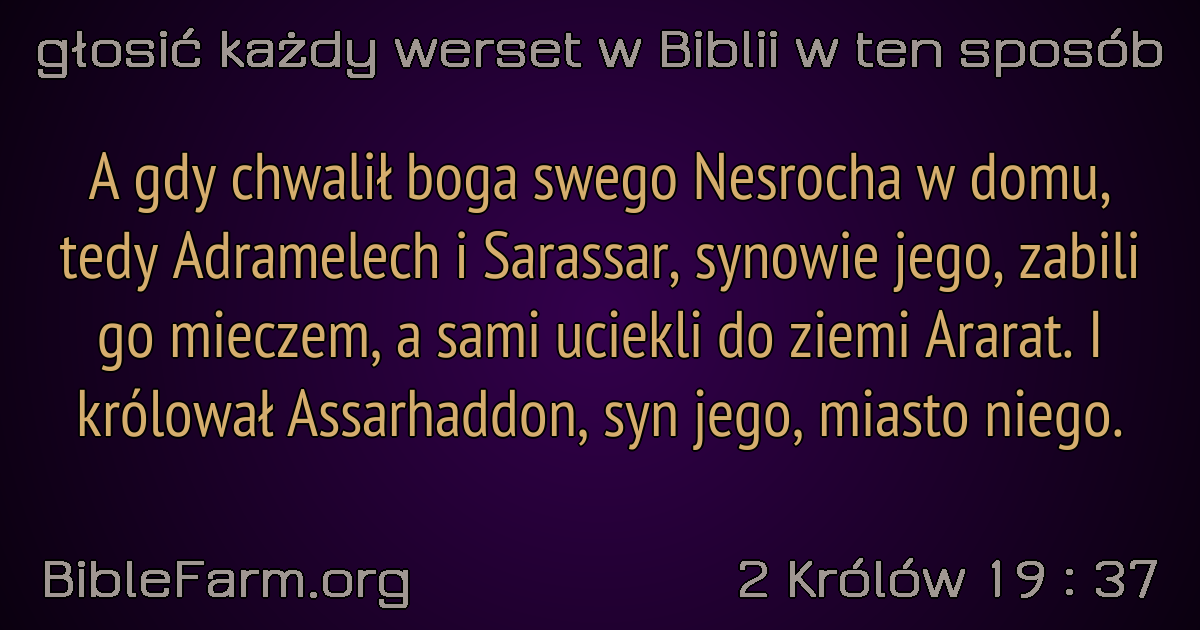 głosić każdy werset w Biblii w ten sposób
A gdy chwalił boga swego Nesrocha w domu,
tedy Adramelech i Sarassar, synowie jego, zabili
go mieczem, a sami uciekli do ziemi Ararat. I
królował Assarhaddon, syn jego, miasto niego.
BibleFarm.org
2 Królów 19 : 37